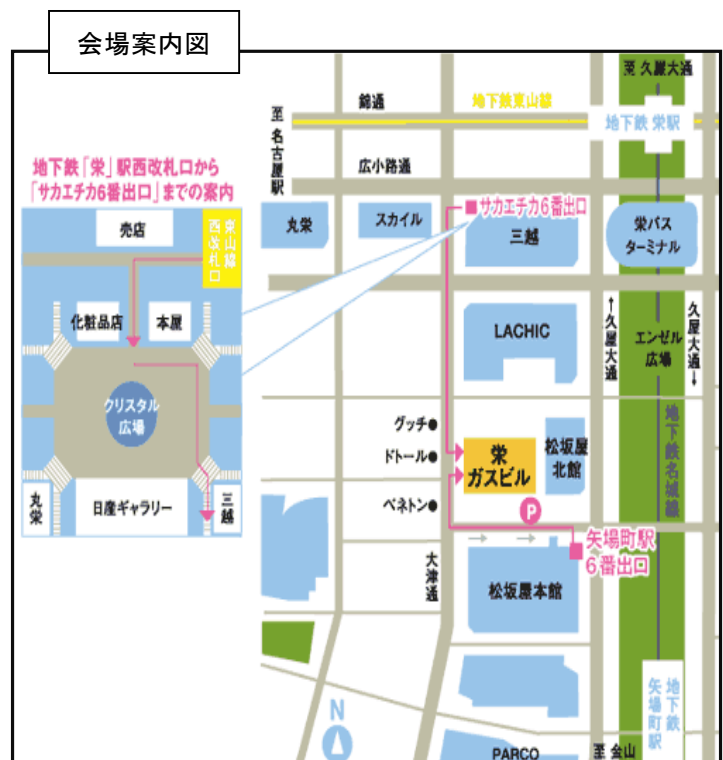 会場案内図
至 久屋大通
錦通
地下鉄東山線
至 名古屋駅
地下鉄 栄駅
広小路通
地下鉄「栄」駅西改札口から
「サカエチカ6番出口」までの案内
売店
東山線
西改札口
化粧品店
本屋
クリスタル
広場
丸栄
日産ギャラリー
三越
丸栄
スカイル
サカエチカ6番出口
三越
栄バス
ターミナル
LACHIC
↑久屋大通
エンゼル
広場
久屋大通↓
グッチ
ドトール
ベネトン
栄
ガスビル
松坂屋
北館
地下鉄名城線
P
矢場町駅
6番出口
大津通
松坂屋本館
N
PARCO
至 金山
地下鉄
矢場町駅